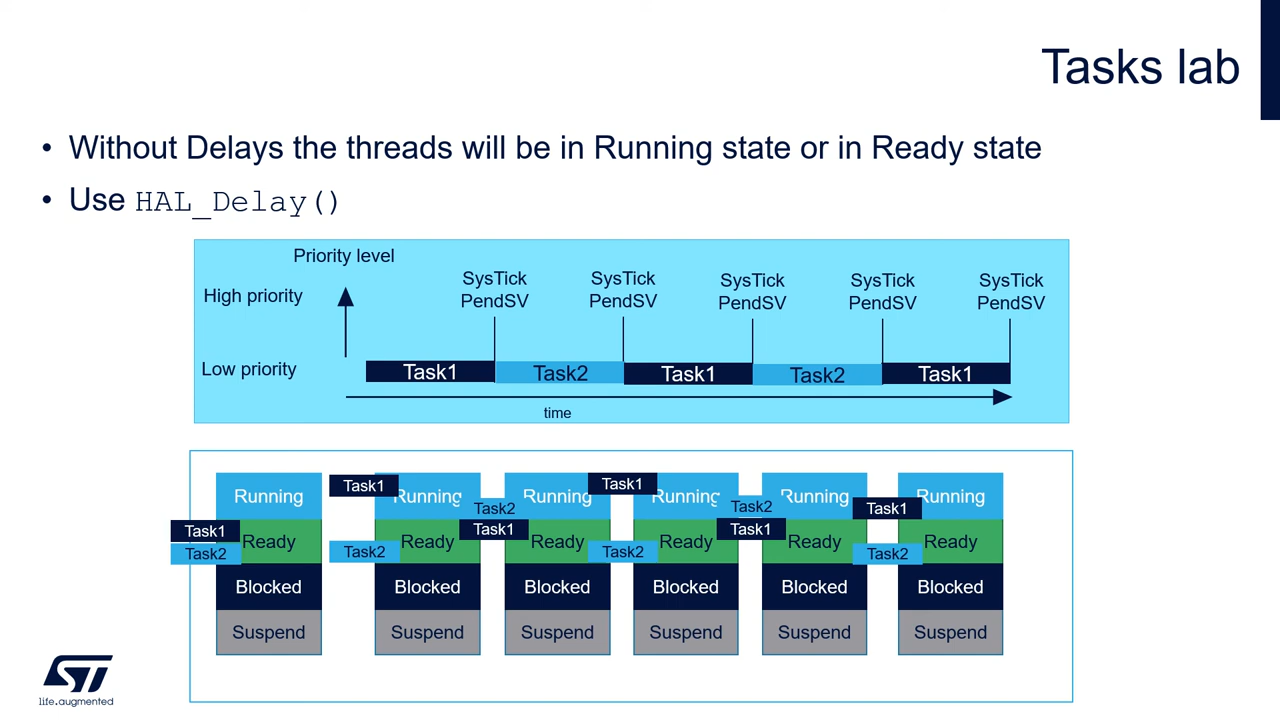 Tasks lab
• Without Delays the threads will be in Running state or in Ready state
• Use HAL_Delay()
Priority level
High priority
SysTick PendSV
SysTick PendSV
SysTick PendSV
SysTick PendSV
SysTick PendSV
Low priority
Task1
Task2
Task1
Task2
Task1
time
Running
Task1
Task2
Ready
Blocked
Suspend
Task1
Running
Task2
Ready
Blocked
Suspend
Task2
Running
Task1
Ready
Blocked
Suspend
Task1
Running
Task2
Ready
Blocked
Suspend
Task2
Running
Task1
Ready
Blocked
Suspend
Task1
Running
Task2
Ready
Blocked
Suspend
ST
life.augmented